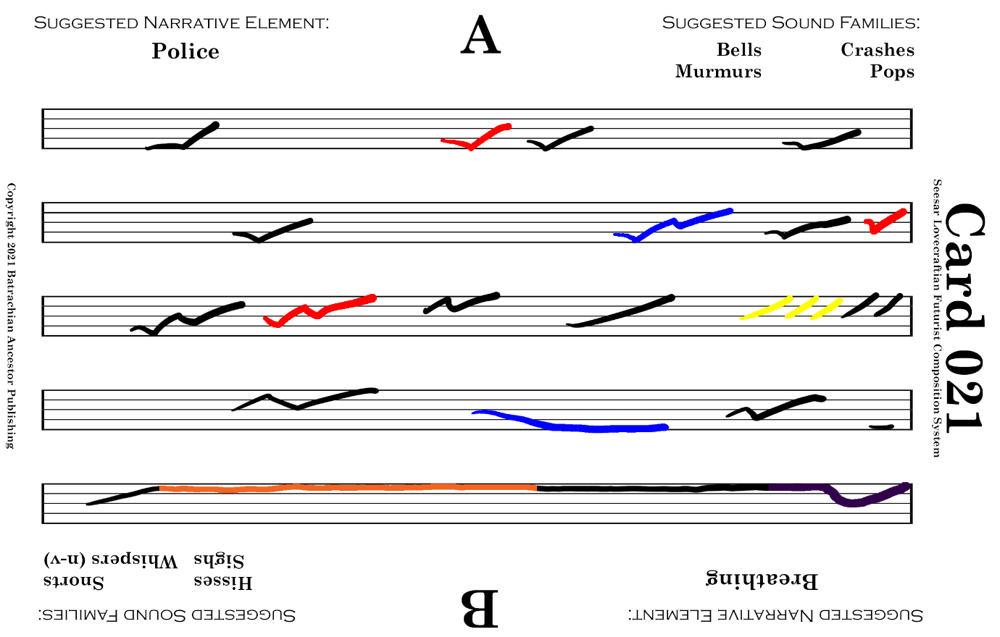 Suggested Narrative Element:
Police
A
Suggested Sound Families:
Bells Crashes
Murmurs Pops
Copyright 2021 Batrachian Ancestor Publishing
Card 021
Seesar Lovecraftian Futurist Composition System
B
Suggested Narrative Element:
Breathing
Suggested Sound Families:
Hisses Snorts
Sighs Whispers (n-v)